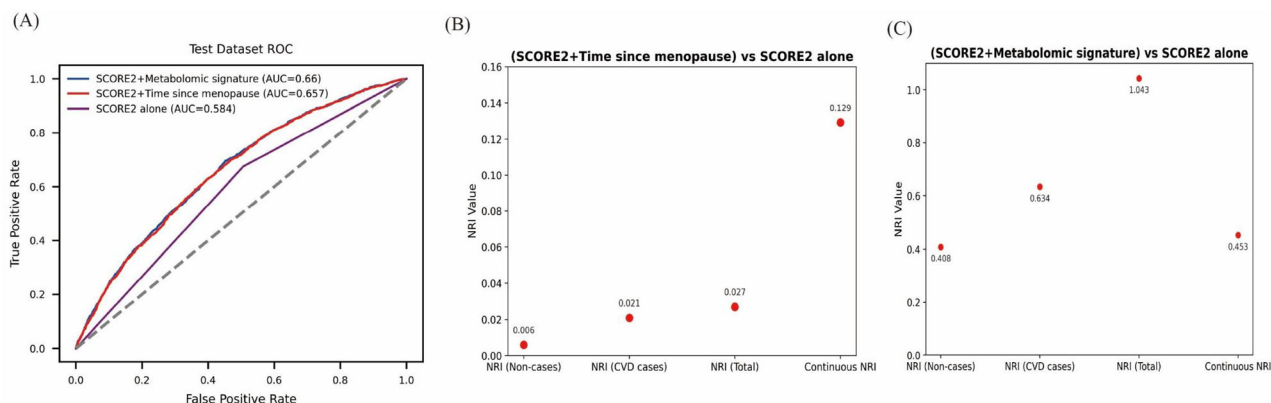 (A)
Test Dataset ROC
SCORE2+Metabolomic signature (AUC=0.66)
SCORE2+Time since menopause (AUC=0.657)
SCORE2 alone (AUC=0.584)
True Positive Rate
1.0
0.8
0.6
0.4
0.2
0.0
0.0 0.2 0.4 0.6 0.8 1.0
False Positive Rate
(B)
(SCORE2+Time since menopause) vs SCORE2 alone
NRI Value
0.16
0.14
0.12
0.10
0.08
0.06
0.04
0.02
0.00
0.006
0.021
0.027
0.129
NRI (Non-cases) NRI (CVD cases) NRI (Total) Continuous NRI
(C)
(SCORE2+Metabolomic signature) vs SCORE2 alone
NRI Value
1.0
0.8
0.6
0.4
0.2
0.0
0.408
0.634
1.043
0.453
NRI (Non-cases) NRI (CVD cases) NRI (Total) Continuous NRI